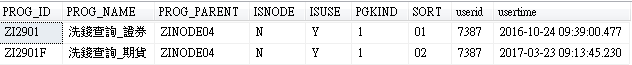 PROG_ID PROG_NAME PROG_PARENT ISNODE ISUSE PGKIND SORT userid usertime
ZI2901 洗錢查詢_證券 ZINODE04 N Y 1 01 7387 2016-10-24 09:39:00.477
ZI2901F 洗錢查詢_期貨 ZINODE04 N Y 1 02 7387 2017-03-23 09:13:45.230